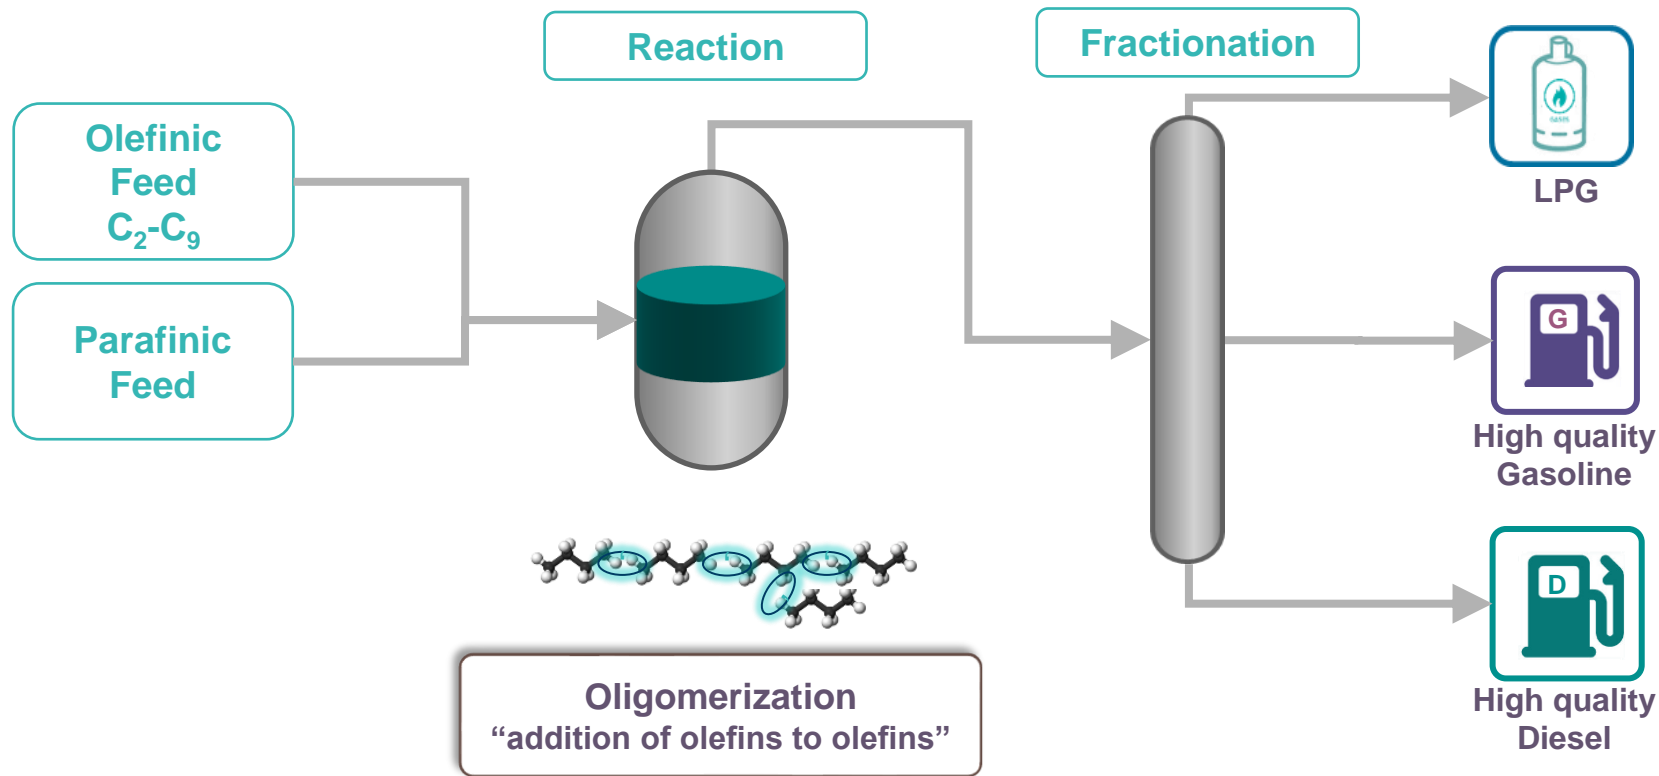 Reaction
Fractionation
Olefinic
Feed
C₂-C₉
Parafinic
Feed
LPG
G
High quality
Gasoline
D
High quality
Diesel
Oligomerization
“addition of olefins to olefins”